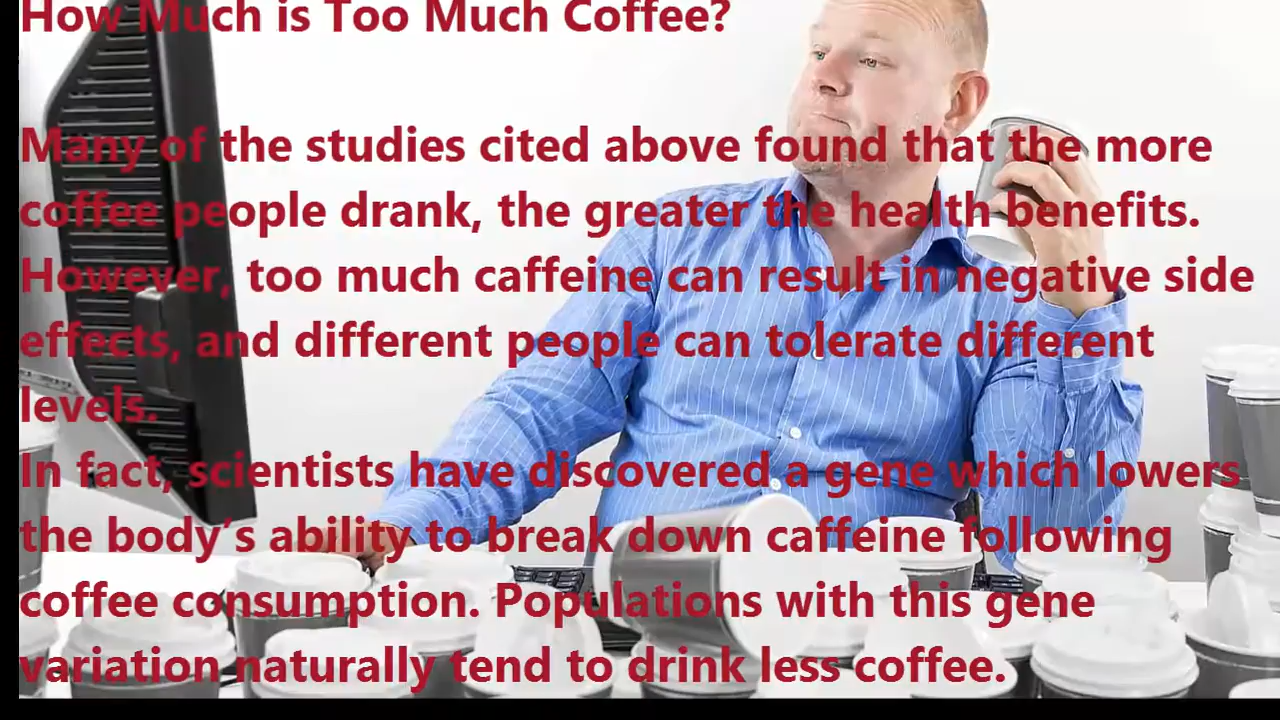 How Much is Too Much Coffee?
Many of the studies cited above found that the more
coffee people drank, the greater the health benefits.
However, too much caffeine can result in negative side
effects, and different people can tolerate different
levels.
In fact, scientists have discovered a gene which lowers
the body’s ability to break down caffeine following
coffee consumption. Populations with this gene
variation naturally tend to drink less coffee.